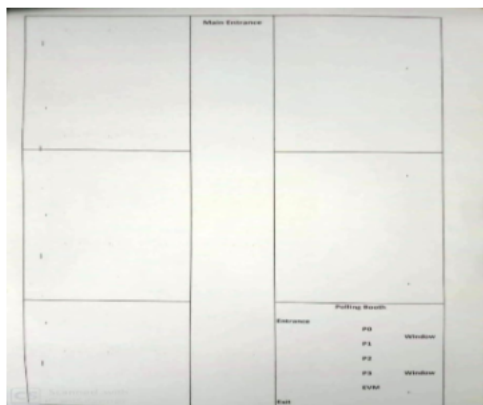 Main Entrance
Polling Booth
Entrance
P0
Window
P1
P2
P3 Window
EVM
Exit